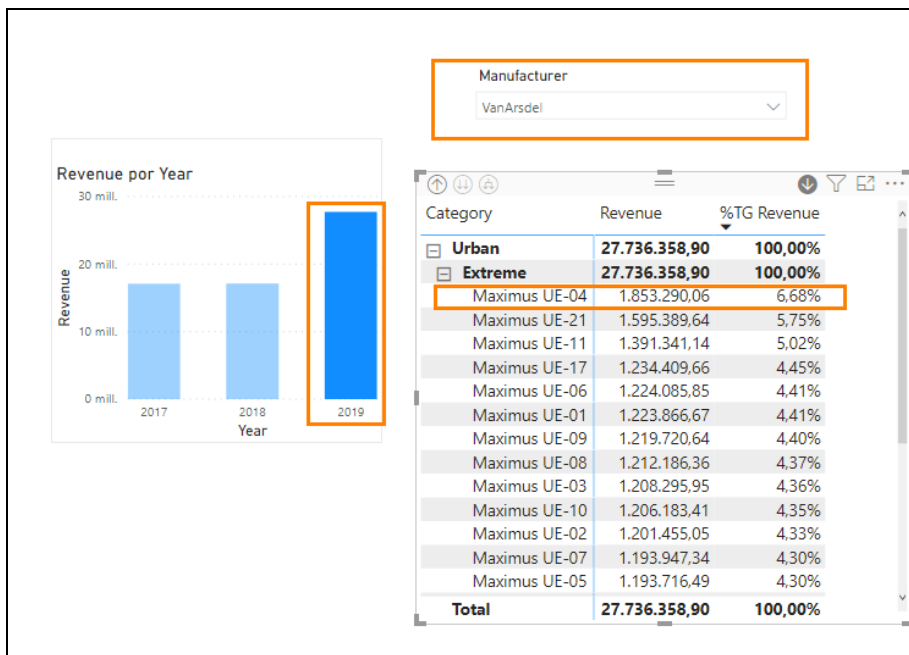 Manufacturer
VanArsdel
Revenue por Year
30 mill.
20 mill.
10 mill.
0 mill.
Revenue
2017 2018 2019
Year
Category Revenue %TG Revenue
Urban 27.736.358,90 100,00%
Extreme 27.736.358,90 100,00%
Maximus UE-04 1.853.290,06 6,68%
Maximus UE-21 1.595.389,64 5,75%
Maximus UE-11 1.391.341,14 5,02%
Maximus UE-17 1.234.409,66 4,45%
Maximus UE-06 1.224.085,85 4,41%
Maximus UE-01 1.223.866,67 4,41%
Maximus UE-09 1.219.720,64 4,40%
Maximus UE-08 1.212.186,36 4,37%
Maximus UE-03 1.208.295,95 4,36%
Maximus UE-10 1.206.183,41 4,35%
Maximus UE-02 1.201.455,05 4,33%
Maximus UE-07 1.193.947,34 4,30%
Maximus UE-05 1.193.716,49 4,30%
Total 27.736.358,90 100,00%